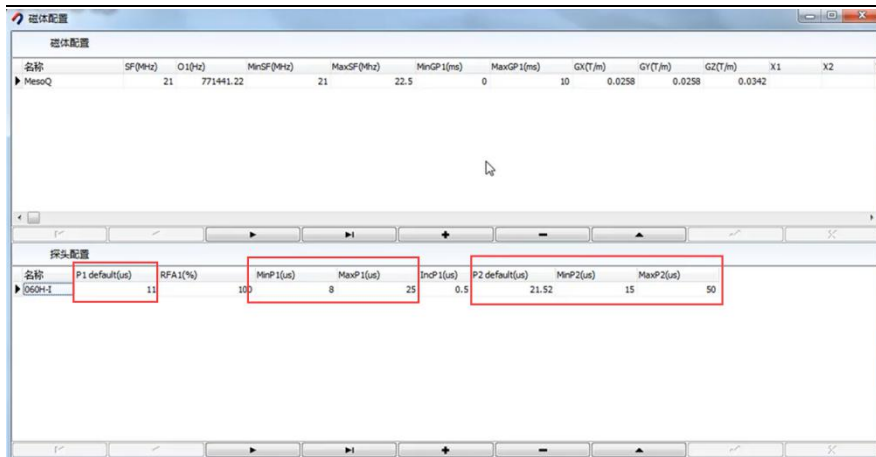 磁体配置
磁体配置
名称 SF(MHz) O1(Hz) MinSF(MHz) MaxSF(Mhz) MinGP1(ms) MaxGP1(ms) GX(T/m) GY(T/m) GZ(T/m) X1 X2
MesoQ 21 771441.22 21 22.5 0 10 0.0258 0.0258 0.0342
探头配置
名称 P1 default(us) RFA1(%) MinP1(us) MaxP1(us) IncP1(us) P2 default(us) MinP2(us) MaxP2(us)
060H-I 11 100 8 25 0.5 21.52 15 50